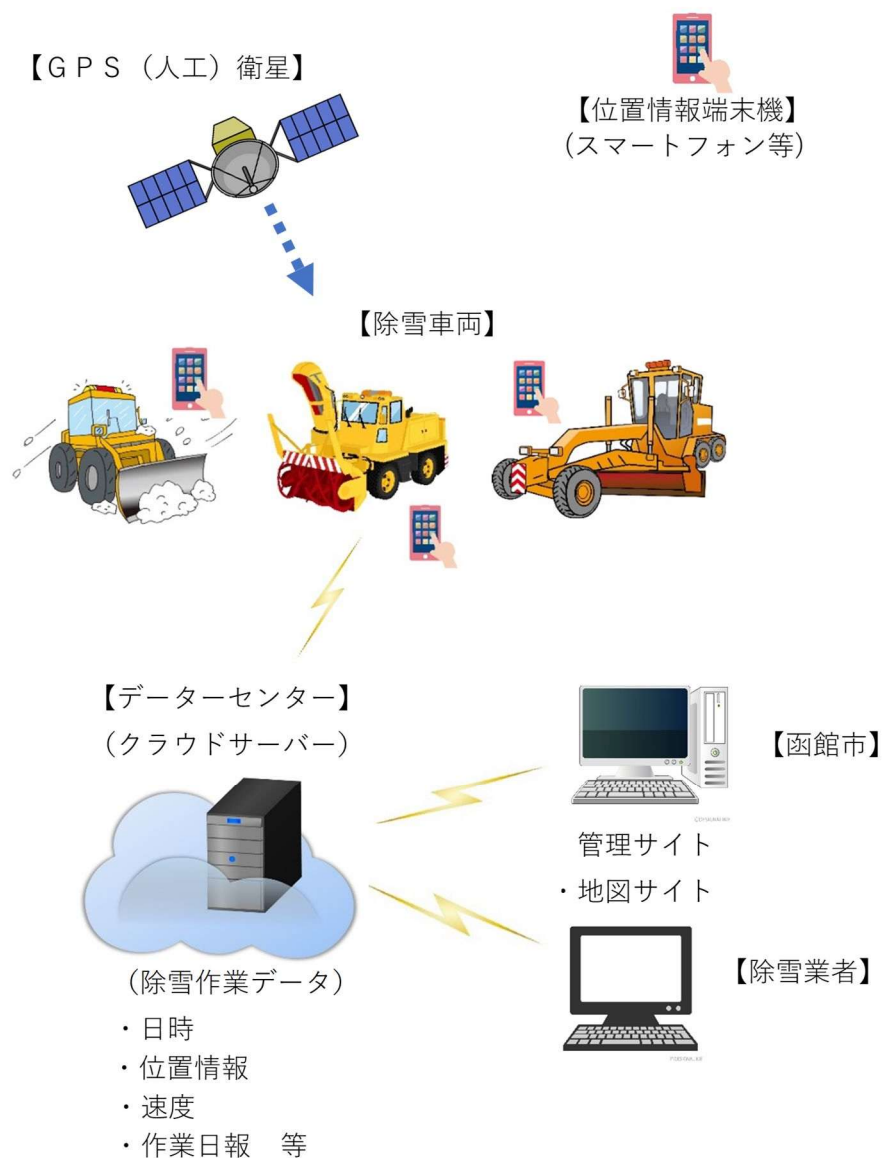 【ＧＰＳ（人工）衛星】
【位置情報端末機】
(スマートフォン等)
【除雪車両】
【データーセンター】
（クラウドサーバー）
【函館市】
管理サイト
・地図サイト
【除雪業者】
（除雪作業データ）
・日時
・位置情報
・速度
・作業日報　等